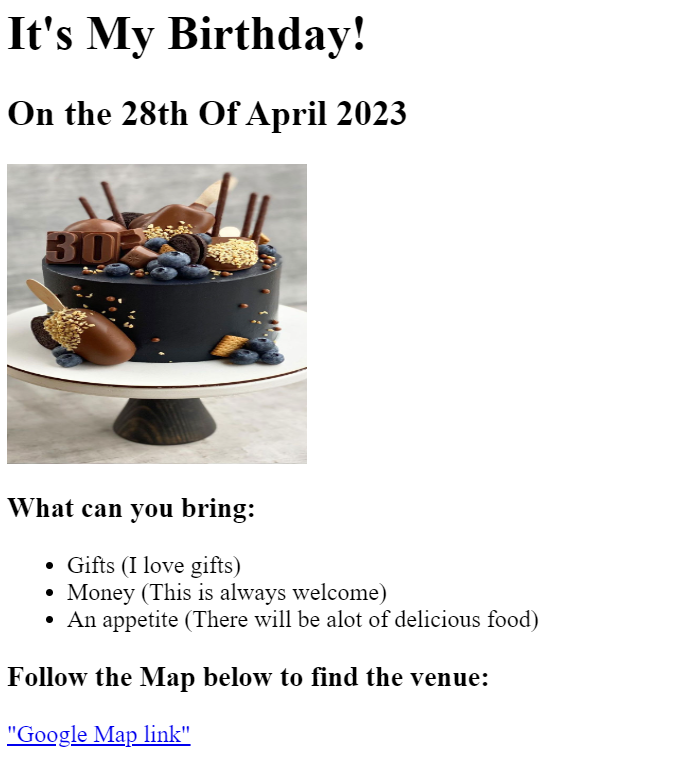 It's My Birthday!
On the 28th Of April 2023
30
What can you bring:
Gifts (I love gifts)
Money (This is always welcome)
An appetite (There will be alot of delicious food)
Follow the Map below to find the venue:
"Google Map link"